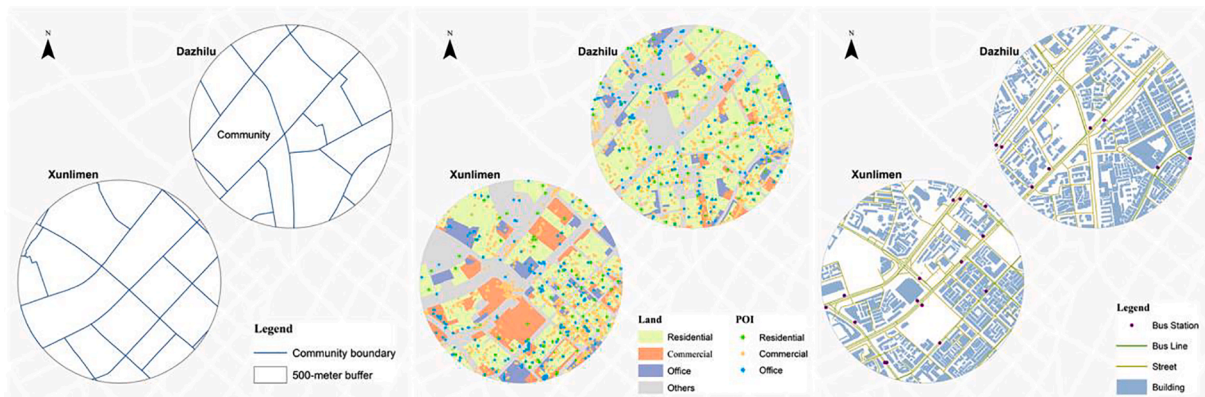 N
Dazhilu
Community
Xunlimen
Legend
Community boundary
500-meter buffer
N
Dazhilu
Xunlimen
Land
POI
Residential
Residential
Commercial
Commercial
Office
Office
Others
N
Dazhilu
Xunlimen
Legend
Bus Station
Bus Line
Street
Building